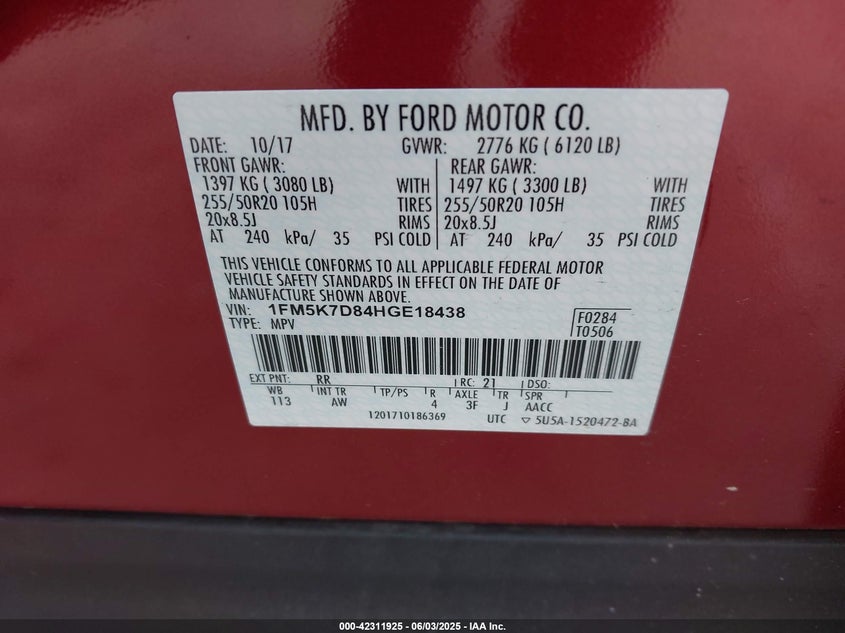 MFD. BY FORD MOTOR CO.
DATE: 10/17 GVWR: 2776 KG ( 6120 LB)
FRONT GAWR: REAR GAWR:
1397 KG ( 3080 LB) WITH 1497 KG ( 3300 LB) WITH
255/50R20 105H TIRES 255/50R20 105H TIRES
20x8.5J RIMS 20x8.5J RIMS
AT 240 kPa/ 35 PSI COLD AT 240 kPa/ 35 PSI COLD
THIS VEHICLE CONFORMS TO ALL APPLICABLE FEDERAL MOTOR
VEHICLE SAFETY STANDARDS IN EFFECT ON THE DATE OF
MANUFACTURE SHOWN ABOVE.
VIN: 1FM5K7D84HGE18438 F0284
TYPE: MPV T0506
EXT PNT: RR RC: 21 DSO:
WB INT TR TP/PS R AXLE TR SPR
113 AW 4 3F J AACC
1201710186369 UTC ▽ 5U5A-1520472-BA
000-42311925 | 06/03/2025 - IAA Inc.